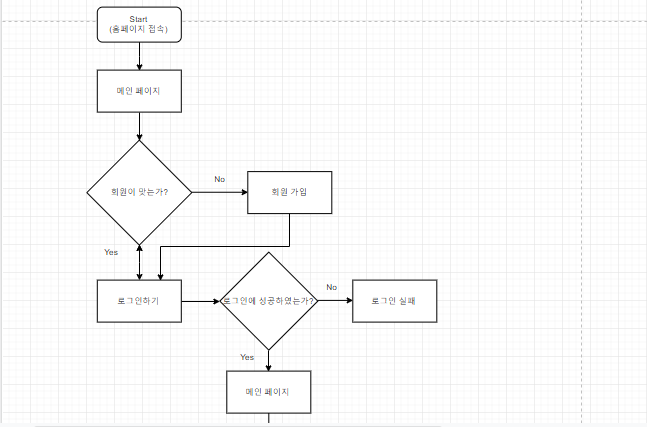 Start
(홈페이지 접속)
메인 페이지
회원이 맞는가?
No
회원 가입
Yes
로그인하기
로그인에 성공하였는가?
No
로그인 실패
Yes
메인 페이지